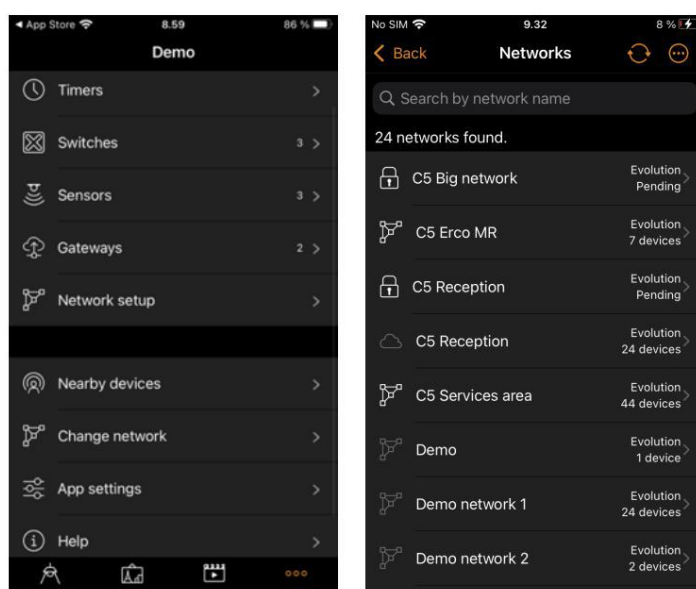 App Store
8.59
86 %
Demo
Timers
Switches 3
Sensors 3
Gateways 2
Network setup
Nearby devices
Change network
App settings
Help
No SIM
9.32
8 %
Back
Networks
Search by network name
24 networks found.
C5 Big network
Evolution
Pending
C5 Erco MR
Evolution
7 devices
C5 Reception
Evolution
Pending
C5 Reception
Evolution
24 devices
C5 Services area
Evolution
44 devices
Demo
Evolution
1 device
Demo network 1
Evolution
24 devices
Demo network 2
Evolution
2 devices